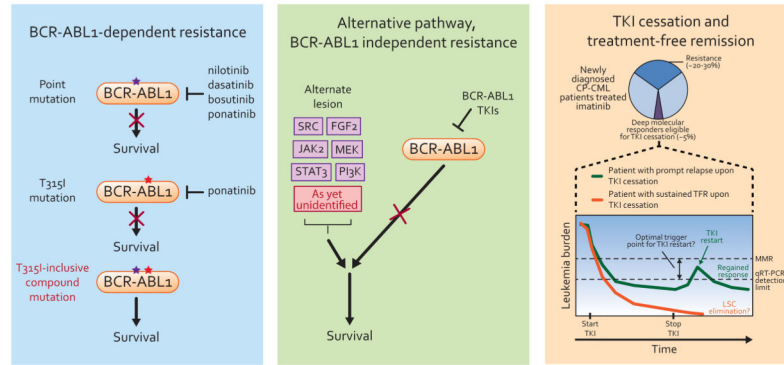 BCR-ABL1-dependent resistance
Point
mutation
BCR-ABL1
nilotinib
dasatinib
bosutinib
ponatinib
Survival
T315I
mutation
BCR-ABL1
ponatinib
Survival
T315I-inclusive
compound
mutation
BCR-ABL1
Survival
Alternative pathway,
BCR-ABL1 independent resistance
Alternate
lesion
SRC
FGF2
JAK2
MEK
STAT3
PI3K
As yet
unidentified
BCR-ABL1
TKIs
BCR-ABL1
Survival
TKI cessation and
treatment-free remission
Newly
diagnosed
CP-CML
patients treated
imatinib
Resistance
(~20-30%)
Deep molecular
responders eligible
for TKI cessation (~5%)
Patient with prompt relapse upon
TKI cessation
Patient with sustained TFR upon
TKI cessation
Leukemia burden
Optimal trigger
point for TKI restart?
TKI
restart
MMR
Regained
response
qRT-PCR
detection
limit
LSC
elimination?
Start
TKI
Stop
TKI
Time